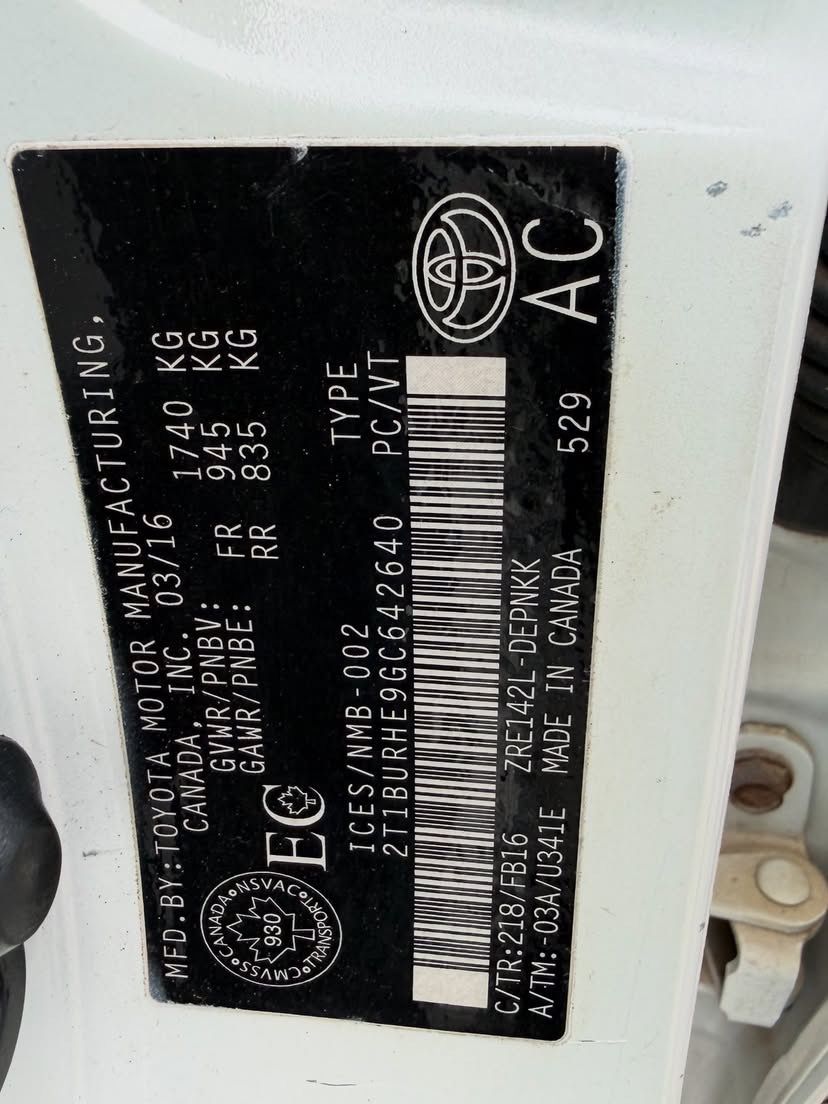 MFD.BY:TOYOTA MOTOR MANUFACTURING,
CANADA, INC. 03/16
GVWR/PNBV: 1740 KG
GAWR/PNBE: FR 945 KG
RR 835 KG
CANADA NSVAC TRANSPORT CMVSS
930
EC
ICES/NMB-002 TYPE
2T1BURHE9GC642640 PC/VT
C/TR:218/FB16 ZRE142L-DEPNKK
A/TM:-03A/U341E MADE IN CANADA 529 AC